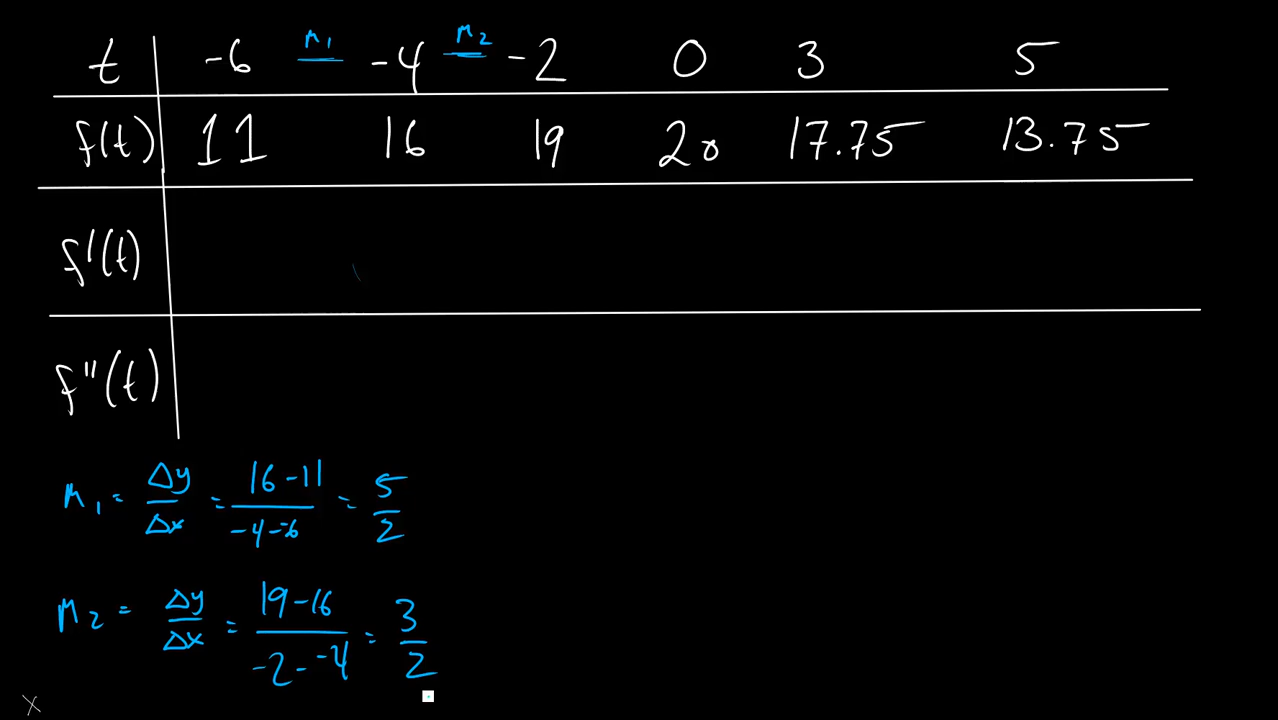 M₁ M₂
t -6 -4 -2 0 3 5
f(t) 11 16 19 20 17.75 13.75
f'(t)
f''(t)
M₁ = Δy/Δx = (16-11)/(-4--6) = 5/2
M₂ = Δy/Δx = (19-16)/(-2--4) = 3/2
x